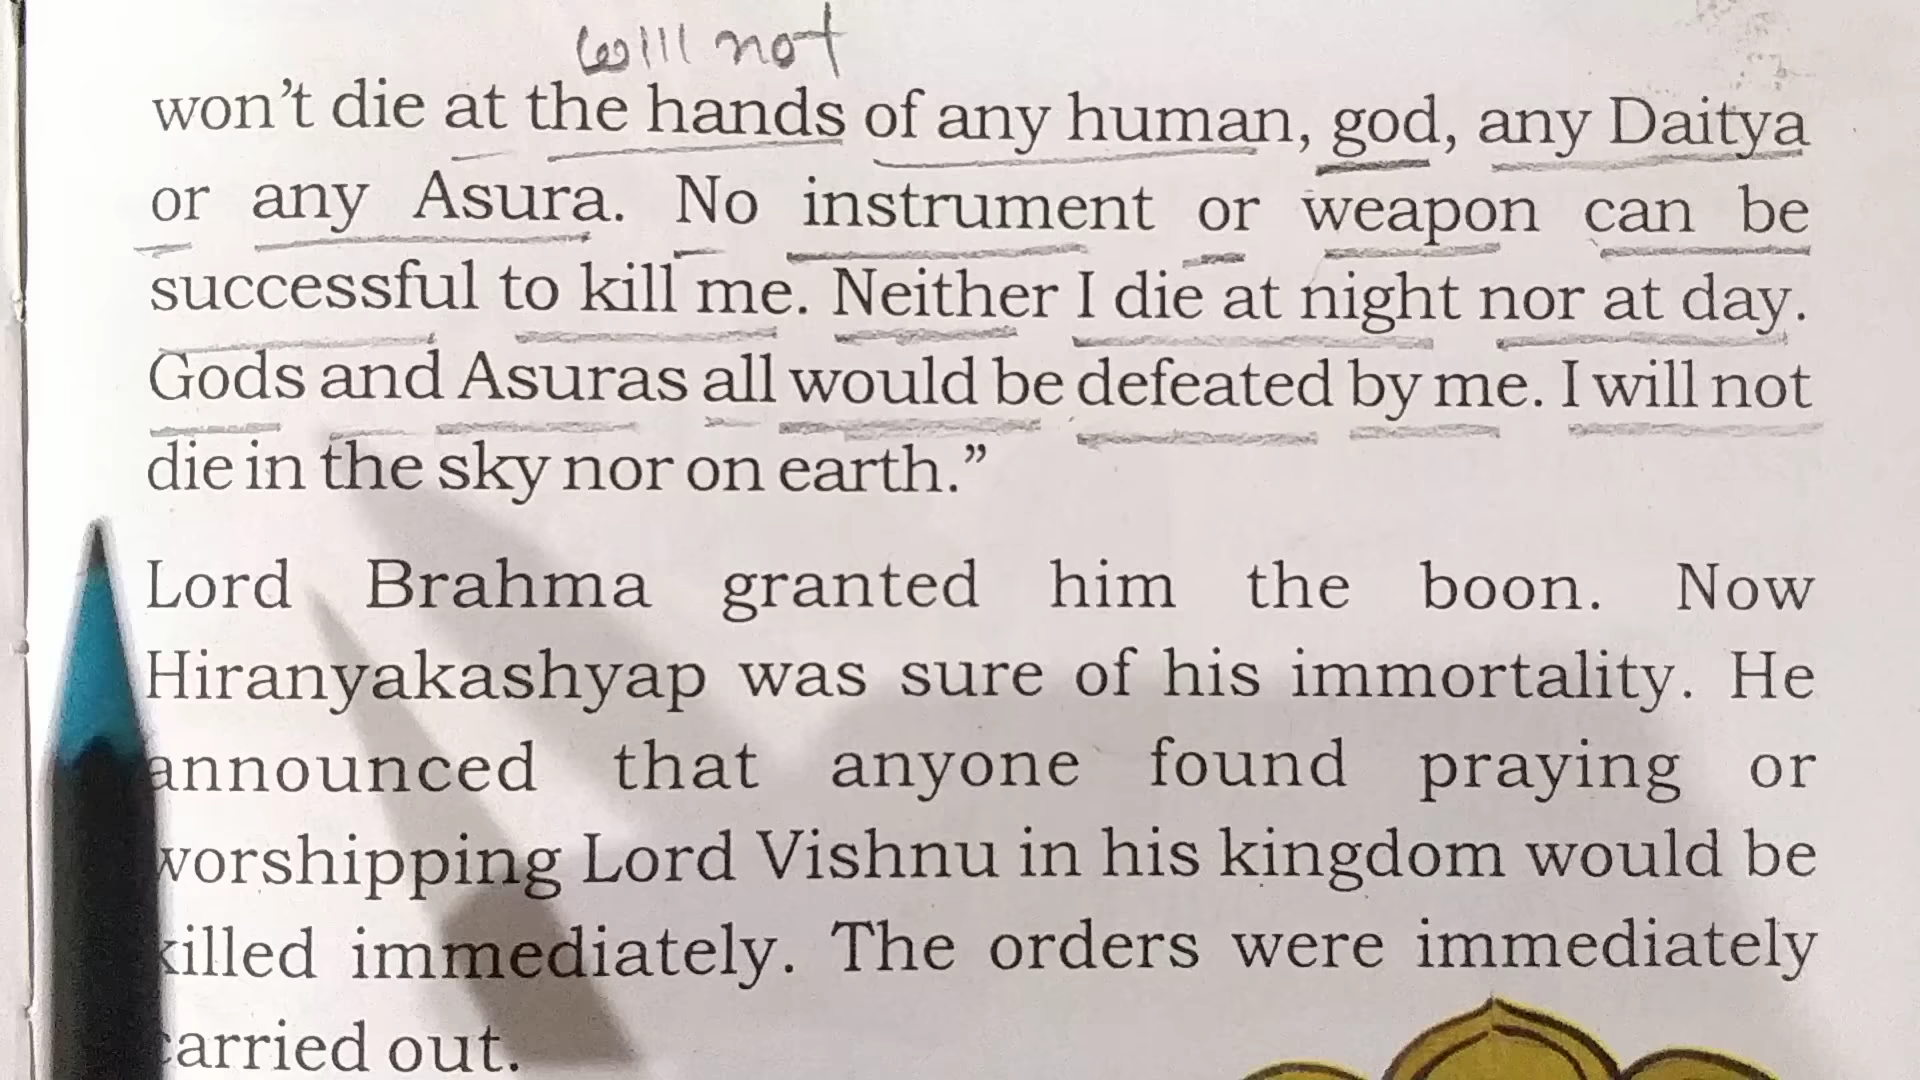 will not
won't die at the hands of any human, god, any Daitya
or any Asura. No instrument or weapon can be
successful to kill me. Neither I die at night nor at day.
Gods and Asuras all would be defeated by me. I will not
die in the sky nor on earth.”
Lord Brahma granted him the boon. Now
Hiranyakashyap was sure of his immortality. He
announced that anyone found praying or
worshipping Lord Vishnu in his kingdom would be
killed immediately. The orders were immediately
carried out.